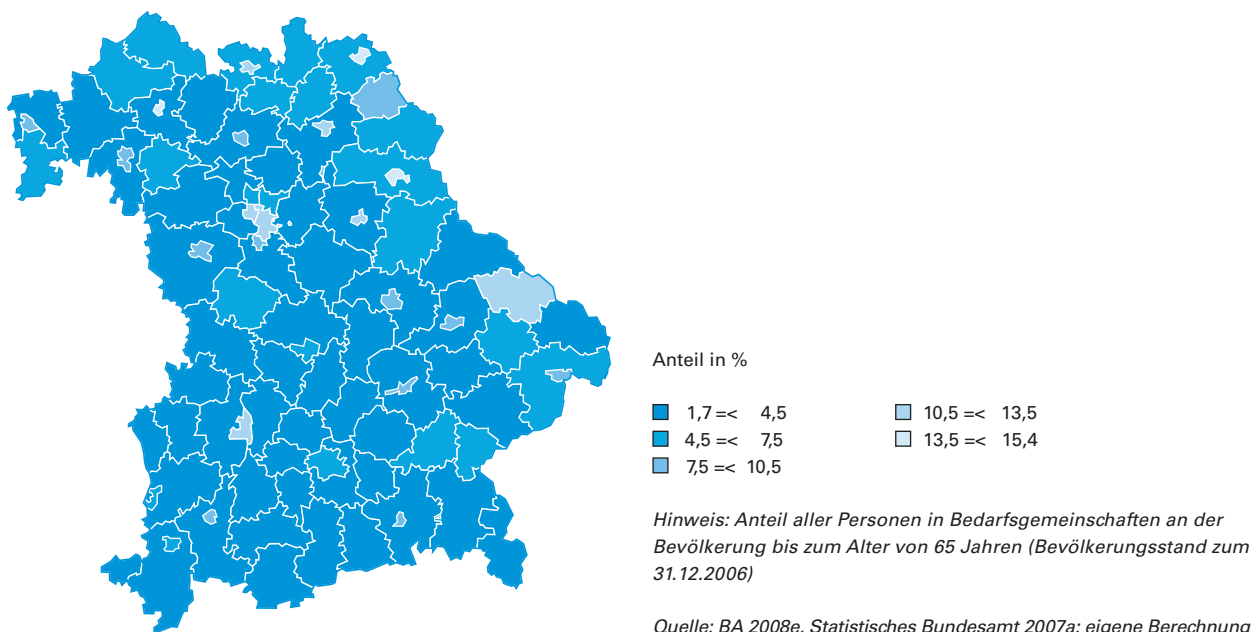 Anteil in %
1,7 =< 4,5
4,5 =< 7,5
7,5 =< 10,5
10,5 =< 13,5
13,5 =< 15,4
Hinweis: Anteil aller Personen in Bedarfsgemeinschaften an der
Bevölkerung bis zum Alter von 65 Jahren (Bevölkerungsstand zum
31.12.2006)
Quelle: BA 2008e, Statistisches Bundesamt 2007a; eigene Berechnung